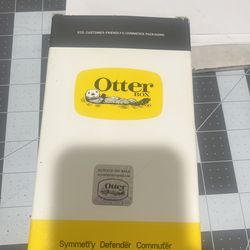 ECO, CUSTOMER-FRIENDLY, E-COMMERCE PACKAGING
Otter
BOX
Otter
Symmetry Defender Commuter